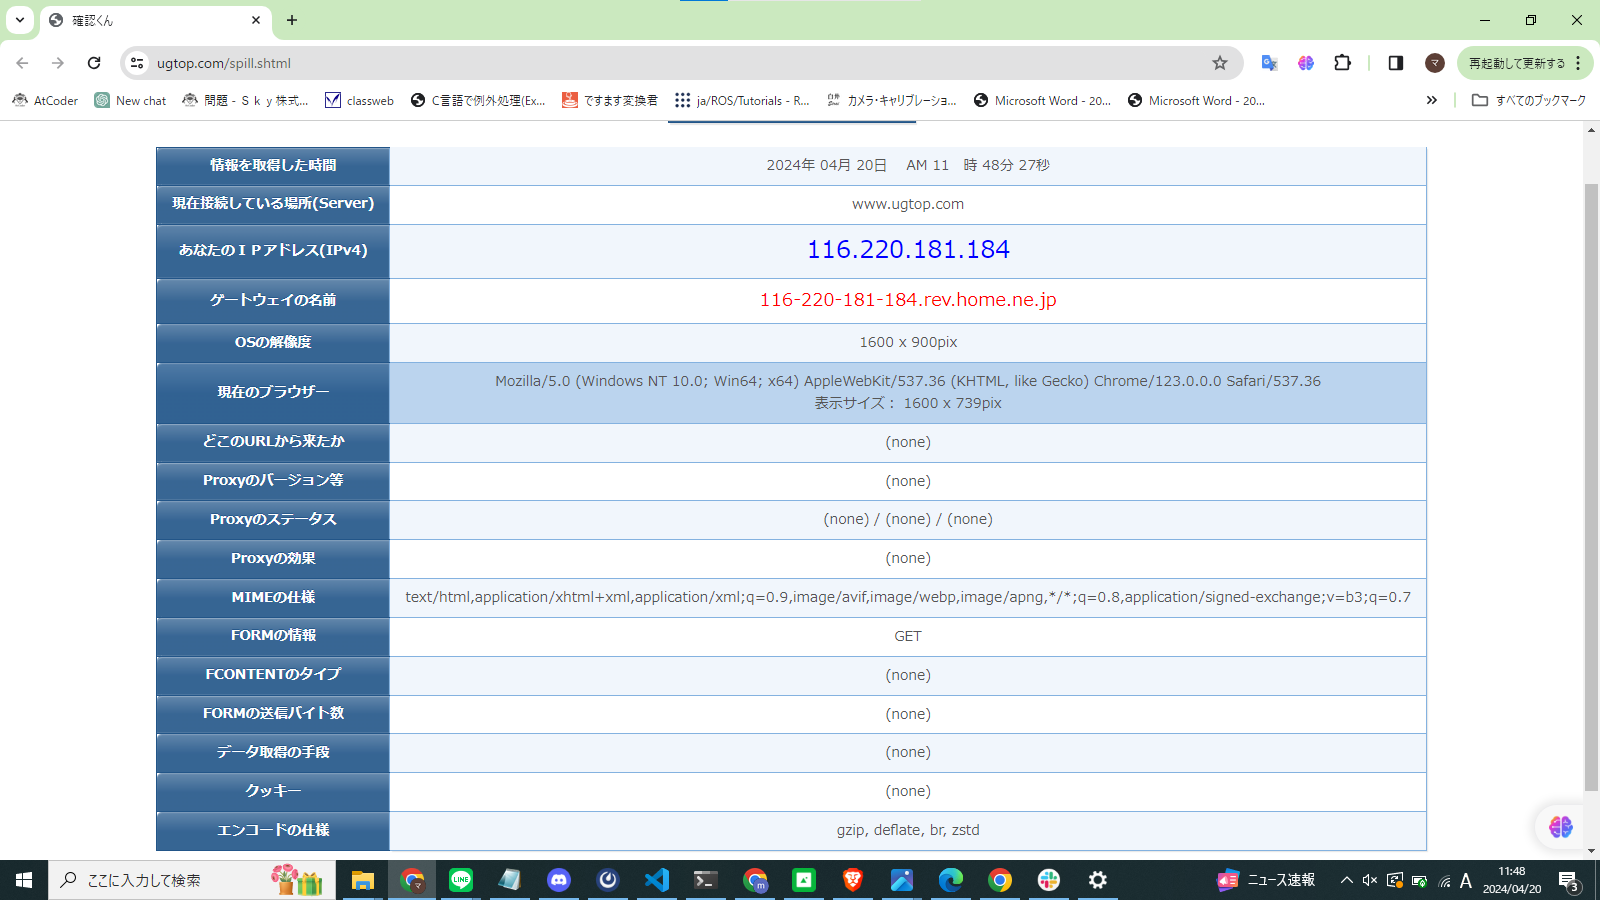 確認くん
ugtop.com/spill.shtml
マ
再起動して更新する
AtCoder
New chat
問題 - Ｓｋｙ株式...
classweb
C言語で例外処理(Ex...
ですます変換君
ja/ROS/Tutorials - R...
カメラ・キャリブレーショ...
Microsoft Word - 20...
Microsoft Word - 20...
»
すべてのブックマーク
情報を取得した時間
2024年 04月 20日 AM 11 時 48分 27秒
現在接続している場所(Server)
www.ugtop.com
あなたのＩＰアドレス(IPv4)
116.220.181.184
ゲートウェイの名前
116-220-181-184.rev.home.ne.jp
OSの解像度
1600 x 900pix
現在のブラウザー
Mozilla/5.0 (Windows NT 10.0; Win64; x64) AppleWebKit/537.36 (KHTML, like Gecko) Chrome/123.0.0.0 Safari/537.36
表示サイズ： 1600 x 739pix
どこのURLから来たか
(none)
Proxyのバージョン等
(none)
Proxyのステータス
(none) / (none) / (none)
Proxyの効果
(none)
MIMEの仕様
text/html,application/xhtml+xml,application/xml;q=0.9,image/avif,image/webp,image/apng,*/*;q=0.8,application/signed-exchange;v=b3;q=0.7
FORMの情報
GET
FCONTENTのタイプ
(none)
FORMの送信バイト数
(none)
データ取得の手段
(none)
クッキー
(none)
エンコードの仕様
gzip, deflate, br, zstd
ここに入力して検索
LINE
ニュース速報
A
11:48
2024/04/20
3